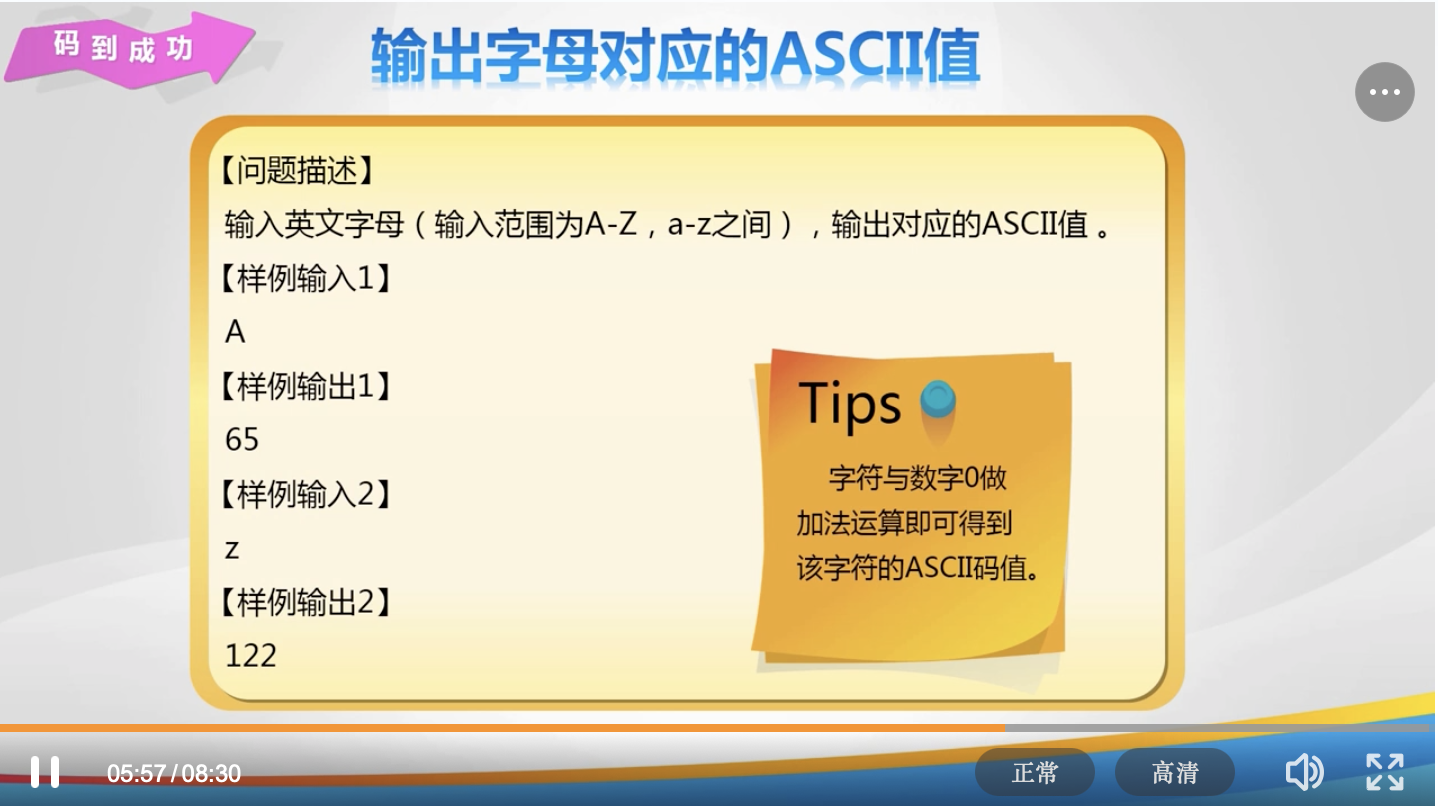 码到成功
输出字母对应的ASCII值
【问题描述】
输入英文字母（输入范围为A-Z，a-z之间），输出对应的ASCII值。
【样例输入1】
A
【样例输出1】
65
【样例输入2】
z
【样例输出2】
122
Tips
字符与数字0做
加法运算即可得到
该字符的ASCII码值。
05:57/08:30
正常
高清